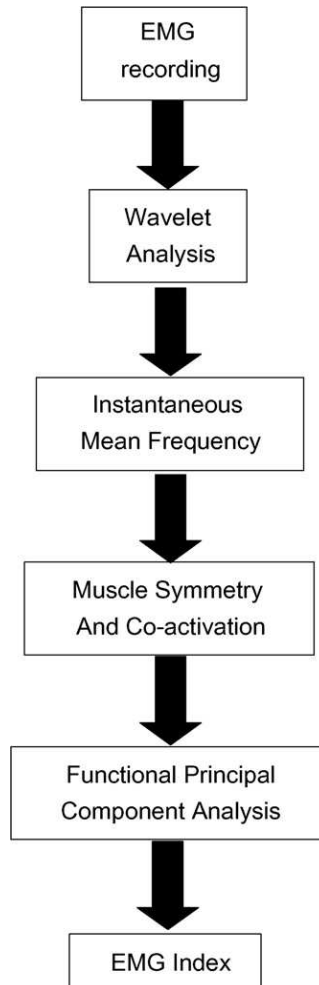 EMG
recording
Wavelet
Analysis
Instantaneous
Mean Frequency
Muscle Symmetry
And Co-activation
Functional Principal
Component Analysis
EMG Index